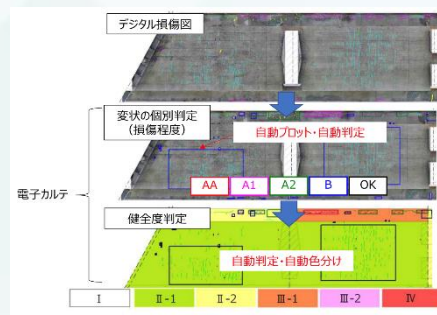 デジタル損傷図
変状の個別判定
(損傷程度)
自動プロット・自動判定
AA
A1
A2
B
OK
電子カルテ
健全度判定
自動判定・自動色分け
Ⅰ
Ⅱ-1
Ⅱ-2
Ⅲ-1
Ⅲ-2
Ⅳ